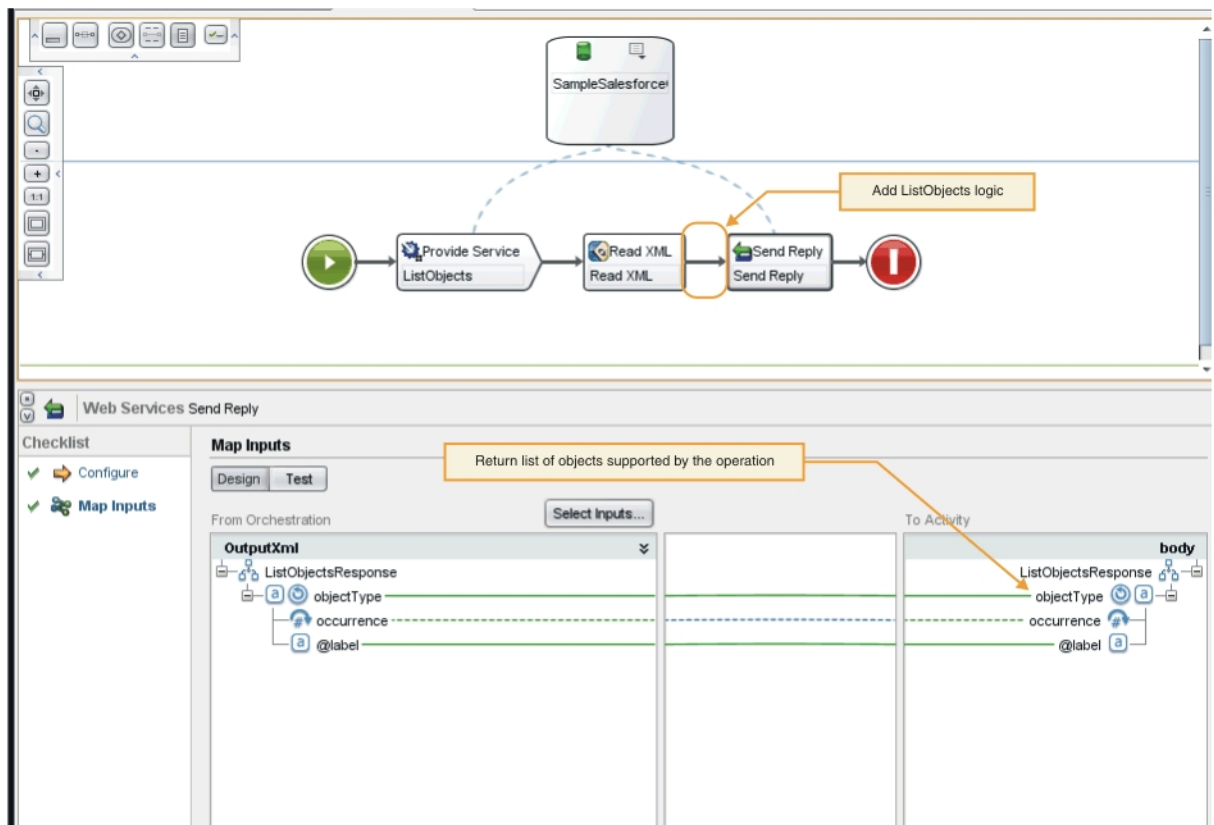 SampleSalesforce
Add ListObjects logic
Provide Service
ListObjects
Read XML
Read XML
Send Reply
Send Reply
1:1
Web Services Send Reply
Checklist
Configure
Map Inputs
Map Inputs
Return list of objects supported by the operation
Design
Test
From Orchestration
Select Inputs...
To Activity
OutputXml
body
ListObjectsResponse
ListObjectsResponse
a
objectType
objectType
a
#
occurrence
occurrence
#
a
@label
@label
a